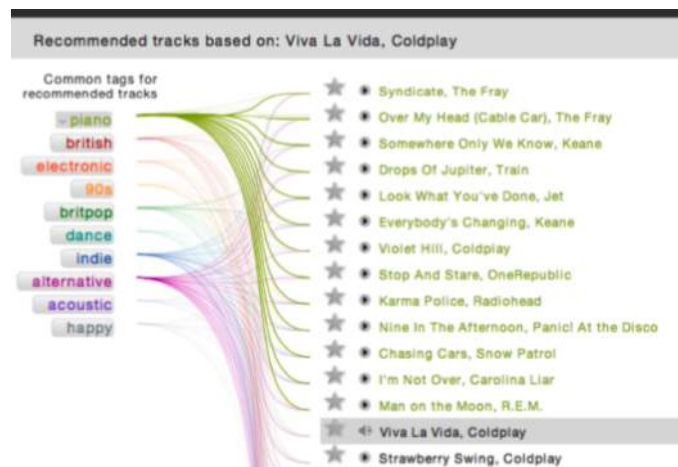 Recommended tracks based on: Viva La Vida, Coldplay
Common tags for
recommended tracks
piano
british
electronic
90s
britpop
dance
indie
alternative
acoustic
happy
Syndicate, The Fray
Over My Head (Cable Car), The Fray
Somewhere Only We Know, Keane
Drops Of Jupiter, Train
Look What You've Done, Jet
Everybody's Changing, Keane
Violet Hill, Coldplay
Stop And Stare, OneRepublic
Karma Police, Radiohead
Nine In The Afternoon, Panic! At the Disco
Chasing Cars, Snow Patrol
I'm Not Over, Carolina Liar
Man on the Moon, R.E.M.
Viva La Vida, Coldplay
Strawberry Swing, Coldplay